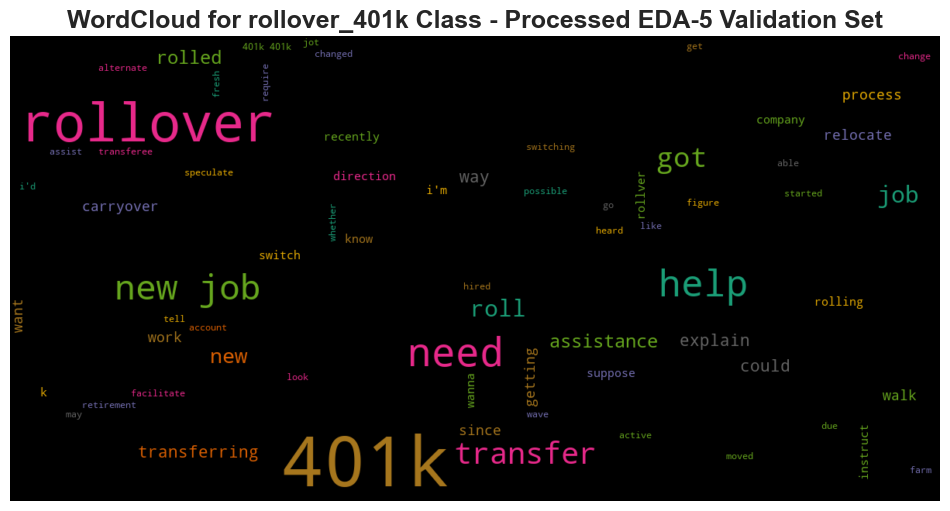 WordCloud for rollover_401k Class - Processed EDA-5 Validation Set
jot
401k 401k
get
changed
change
rolled
alternate
fresh
require
process
rollover
company
recently
relocate
assist
transferee
switching
got
able
speculate
direction
way
i'd
i'm
possible
rollver
started
job
carryover
whether
go
figure
know
heard
like
switch
new job
help
hired
want
roll
rolling
tell
account
work
assistance
explain
new
need
could
getting
suppose
look
k
facilitate
wanna
walk
retirement
may
wave
since
due
active
instruct
transferring
401k
transfer
moved
farm